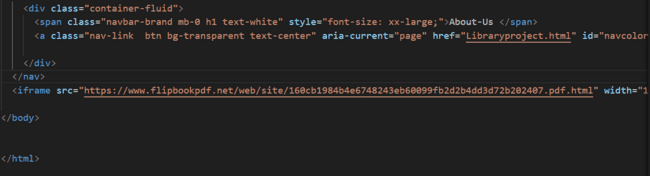 <div class="container-fluid">
<span class="navbar-brand mb-0 h1 text-white" style="font-size: xx-large;">About-Us </span>
<a class="nav-link  btn bg-transparent text-center" aria-current="page" href="Libraryproject.html" id="navcolor
</div>
</nav>
<iframe src="https://www.flipbookpdf.net/web/site/160cb1984b4e6748243eb60099fb2d2b4dd3d72b202407.pdf.html" width="1
</body>
</html>